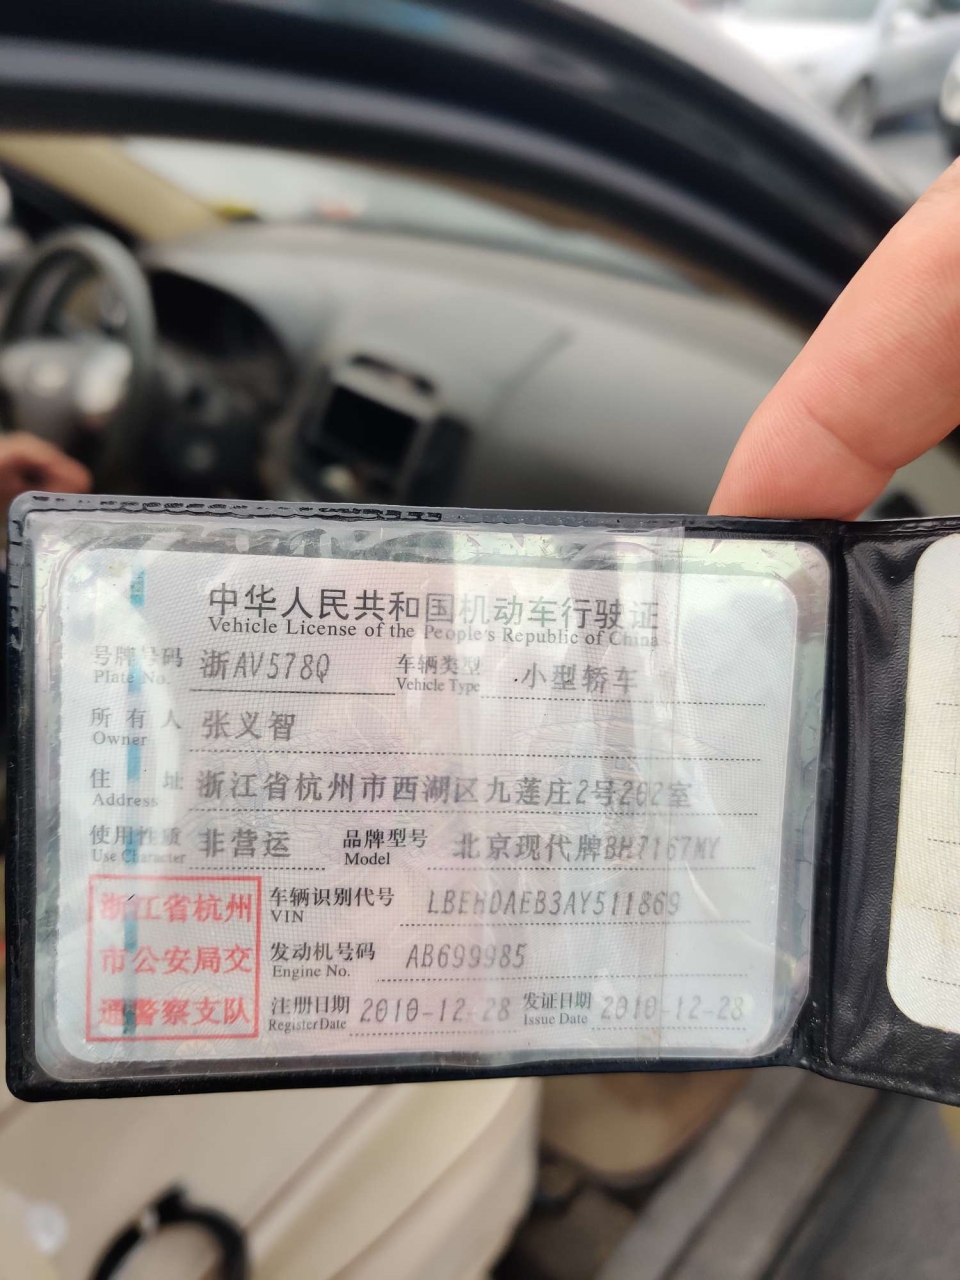 中华人民共和国机动车行驶证
Vehicle License of the People's Republic of China
号牌号码 浙AV578Q 车辆类型 小型轿车
Plate No. Vehicle Type
所有人 张义智
Owner
住址 浙江省杭州市西湖区九莲庄2号202室
Address
使用性质 非营运 品牌型号 北京现代牌BH7167MY
Use Character Model
浙江省杭州
市公安局交
通警察支队
车辆识别代号 LBEHDAEB3AY511869
VIN
发动机号码 AB699985
Engine No.
注册日期 2010-12-28 发证日期 2010-12-28
Register Date Issue Date